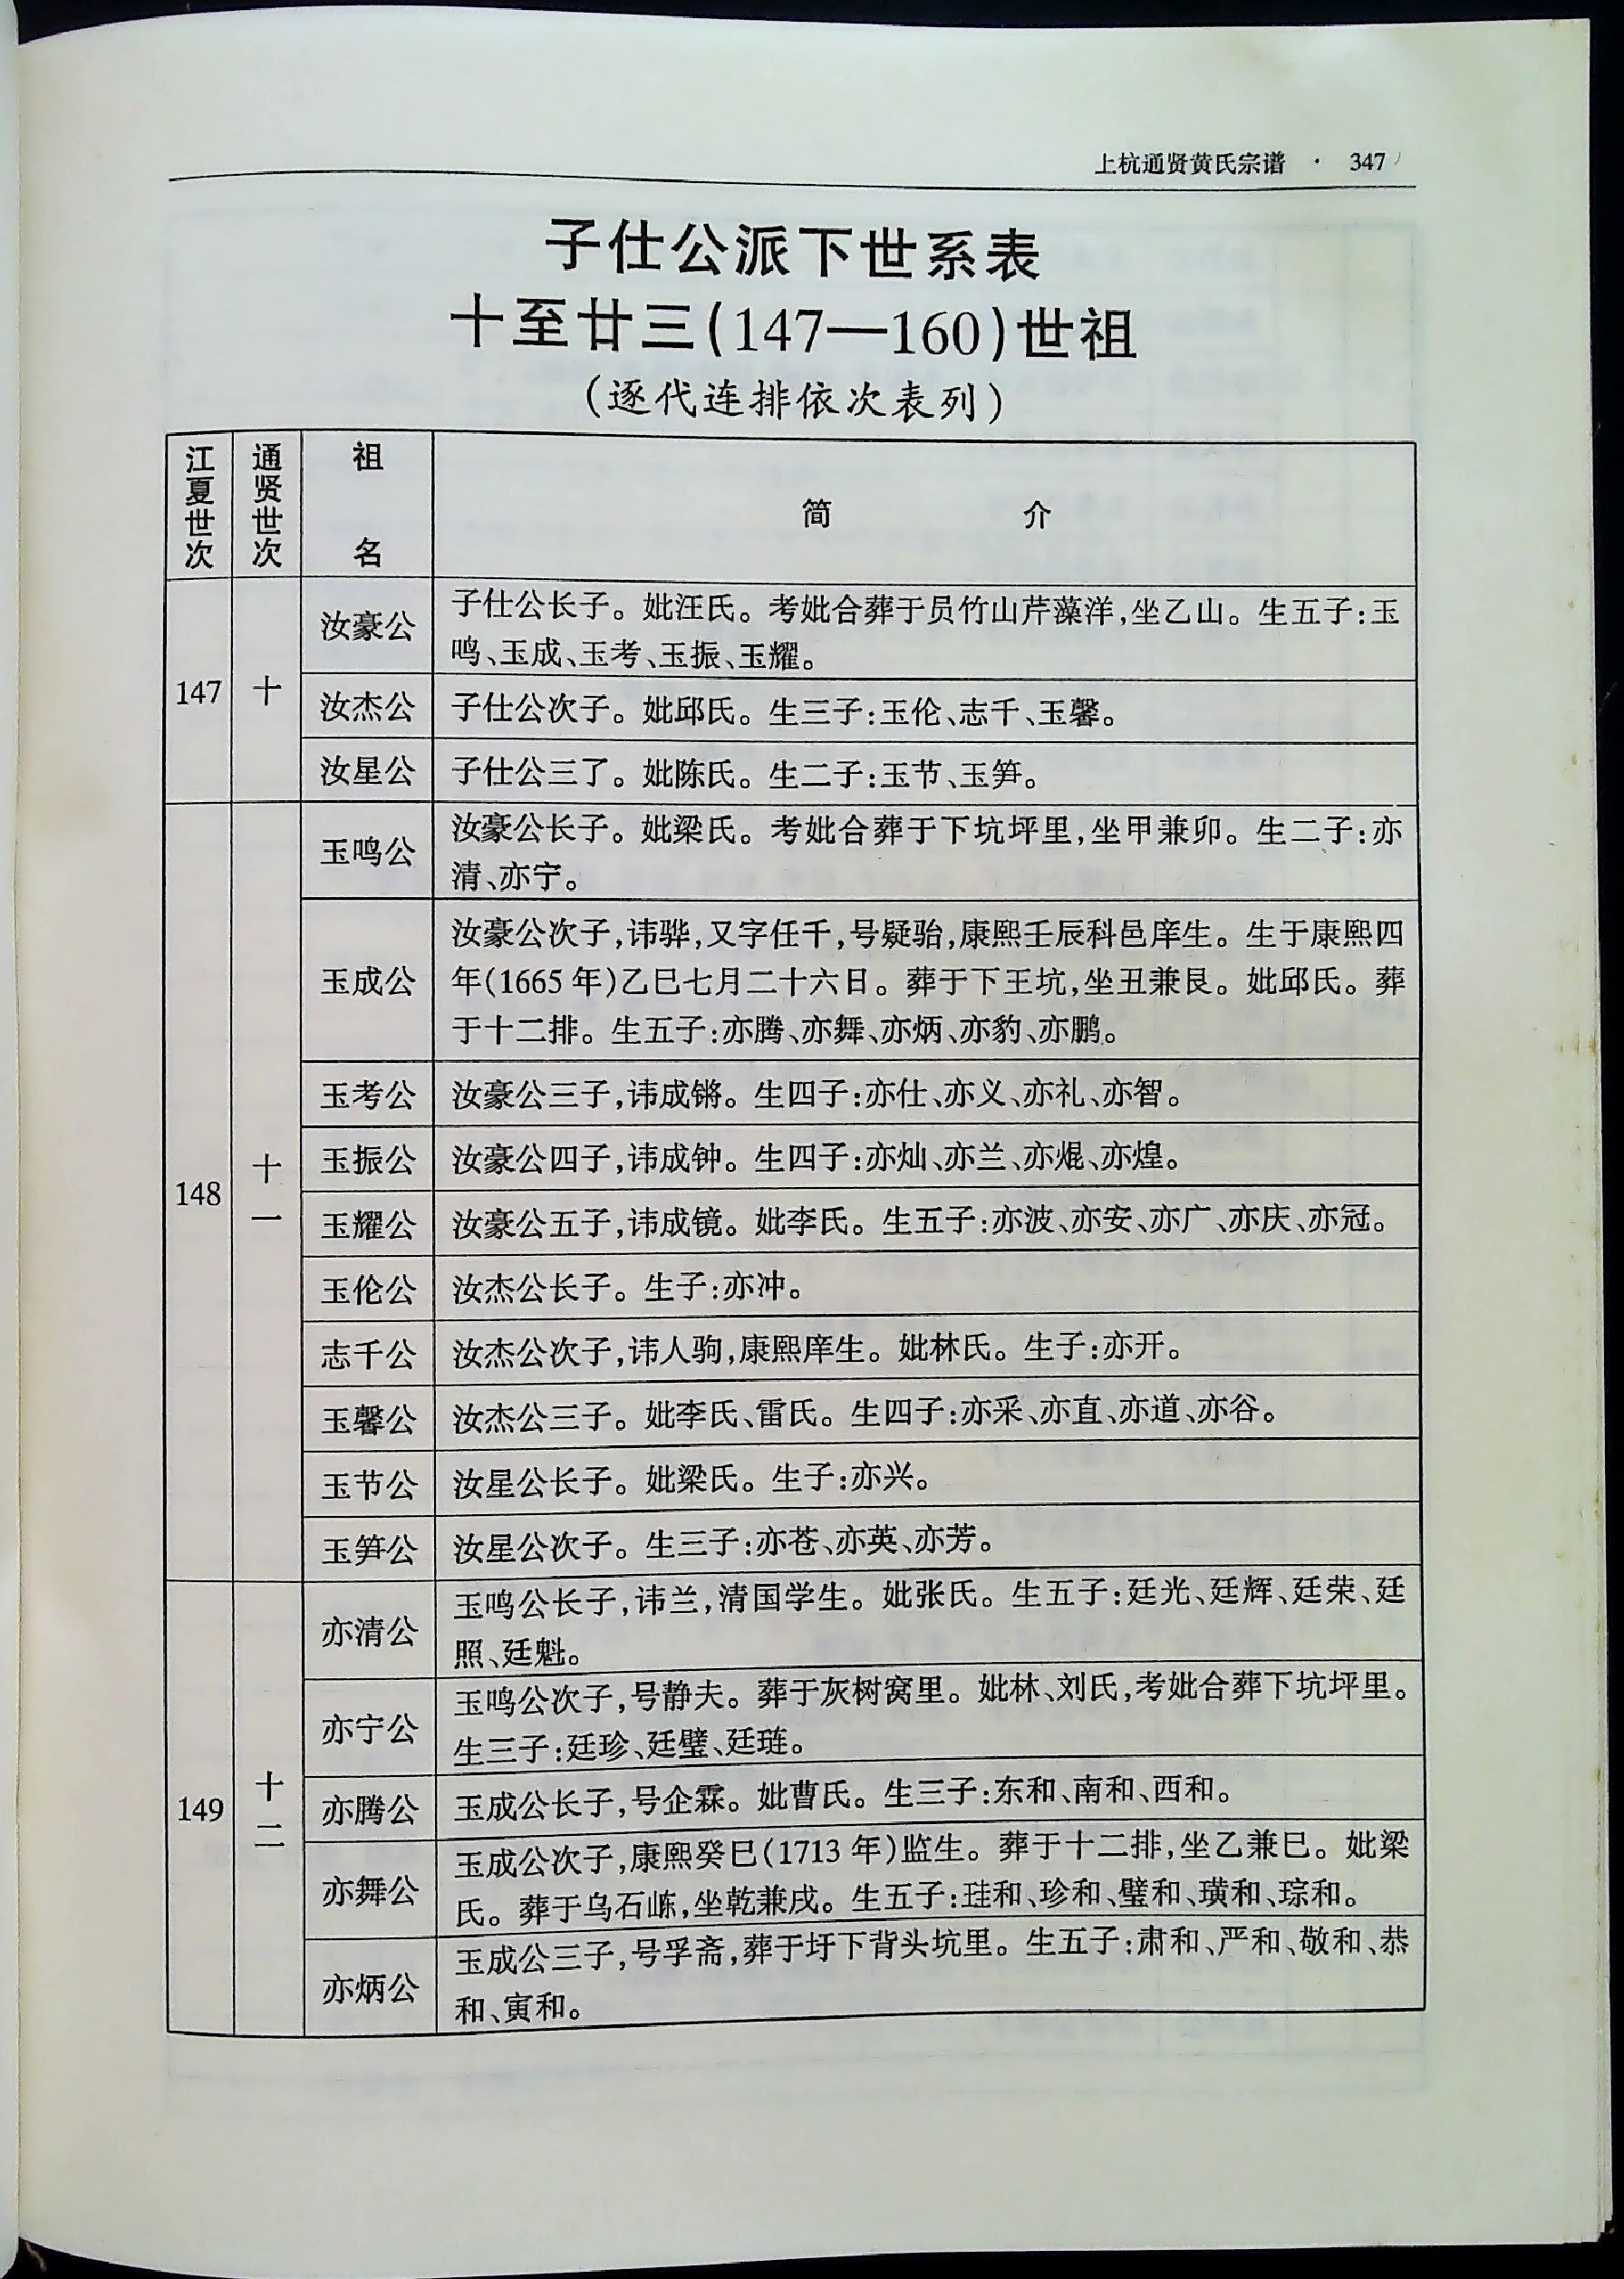 上杭通贤黄氏宗谱 · 347
子仕公派下世系表
十至廿三(147—160)世祖
(逐代连排依次表列)
江夏世次 通贤世次 祖名 简介
147 十
汝豪公 子仕公长子。妣汪氏。考妣合葬于员竹山芹藻洋,坐乙山。生五子:玉
鸣、玉成、玉考、玉振、玉耀。
汝杰公 子仕公次子。妣邱氏。生三子:玉伦、志千、玉馨。
汝星公 子仕公三了。妣陈氏。生二子:玉节、玉笋。
148 十一
玉鸣公 汝豪公长子。妣梁氏。考妣合葬于下坑坪里,坐甲兼卯。生二子:亦
清、亦宁。
玉成公 汝豪公次子,讳骅,又字任千,号疑骀,康熙壬辰科邑庠生。生于康熙四
年(1665年)乙巳七月二十六日。葬于下王坑,坐丑兼艮。妣邱氏。葬
于十二排。生五子:亦腾、亦舞、亦炳、亦豹、亦鹏。
玉考公 汝豪公三子,讳成锵。生四子:亦仕、亦义、亦礼、亦智。
玉振公 汝豪公四子,讳成钟。生四子:亦灿、亦兰、亦焜、亦煌。
玉耀公 汝豪公五子,讳成镜。妣李氏。生五子:亦波、亦安、亦广、亦庆、亦冠。
玉伦公 汝杰公长子。生子:亦冲。
志千公 汝杰公次子,讳人驹,康熙庠生。妣林氏。生子:亦开。
玉馨公 汝杰公三子。妣李氏、雷氏。生四子:亦采、亦直、亦道、亦谷。
玉节公 汝星公长子。妣梁氏。生子:亦兴。
玉笋公 汝星公次子。生三子:亦苍、亦英、亦芳。
149 十二
亦清公 玉鸣公长子,讳兰,清国学生。妣张氏。生五子:廷光、廷辉、廷荣、廷
照、廷魁。
亦宁公 玉鸣公次子,号静夫。葬于灰树窝里。妣林、刘氏,考妣合葬下坑坪里。
生三子:廷珍、廷璧、廷琏。
亦腾公 玉成公长子,号企霖。妣曹氏。生三子:东和、南和、西和。
亦舞公 玉成公次子,康熙癸巳(1713年)监生。葬于十二排,坐乙兼巳。妣梁
氏。葬于乌石崠,坐乾兼戌。生五子:珪和、珍和、璧和、璜和、琮和。
亦炳公 玉成公三子,号孚斋,葬于圩下背头坑里。生五子:肃和、严和、敬和、恭
和、寅和。